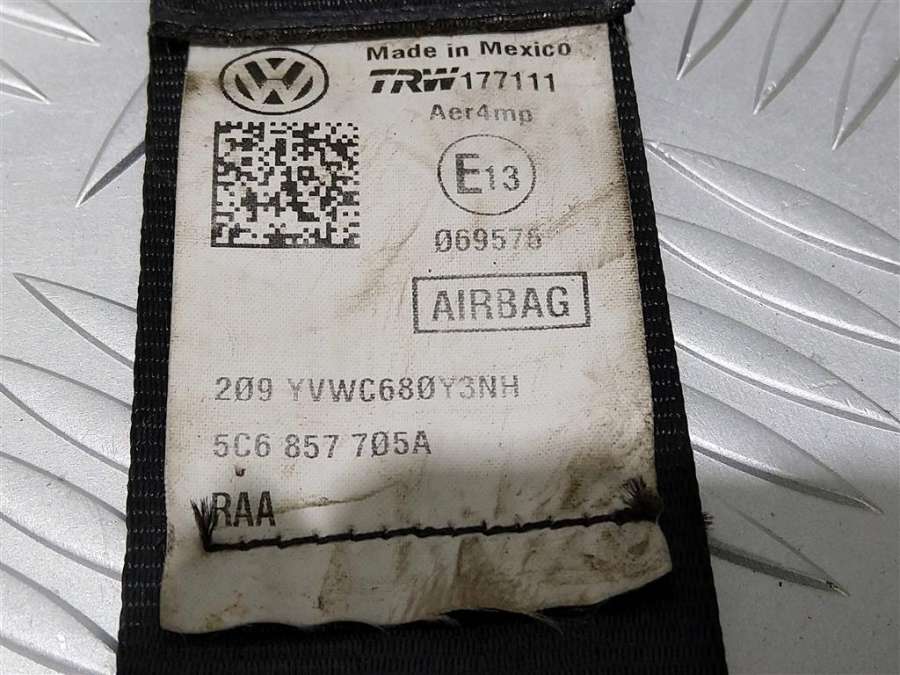 Made in Mexico
TRW 177111
Aer4mp
E13
069576
AIRBAG
209 YVWC680Y3NH
5C6 857 705A
RAA